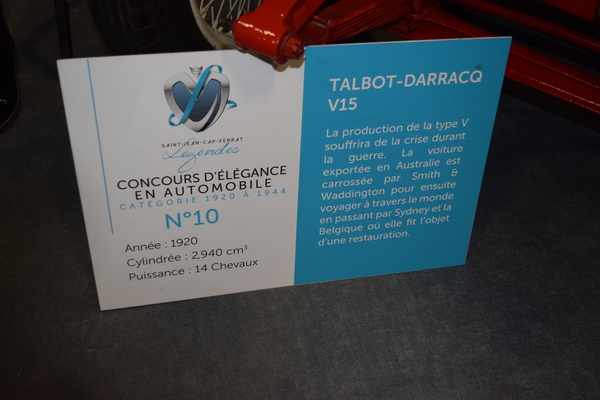 SAINT-JEAN-CAP-FERRAT
Legendes
CONCOURS D'ÉLÉGANCE
EN AUTOMOBILE
CATÉGORIE 1920 À 1944
N°10
Année : 1920
Cylindrée : 2,940 cm³
Puissance : 14 Chevaux
TALBOT-DARRACQ
V15
La production de la type V
souffrira de la crise durant
la guerre. La voiture
exportée en Australie est
carrossée par Smith &
Waddington pour ensuite
voyager à travers le monde
en passant par Sydney et la
Belgique où elle fit l'objet
d'une restauration.